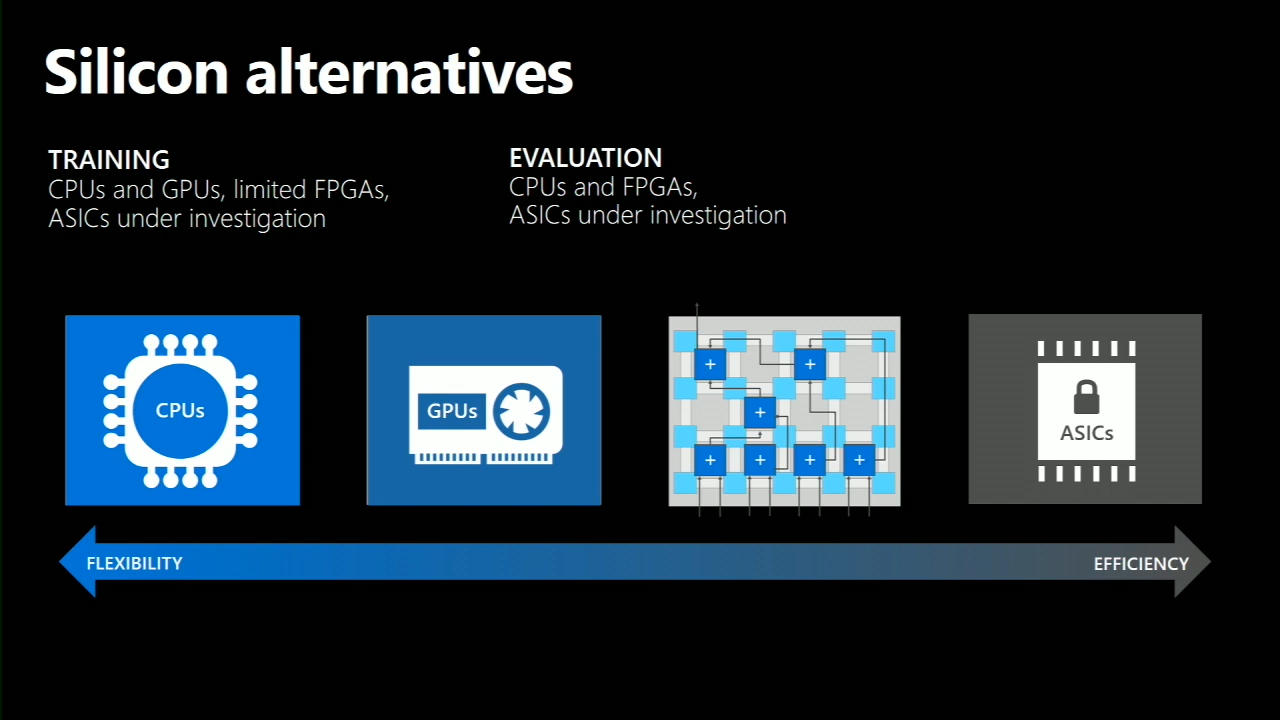 Silicon alternatives
TRAINING
CPUs and GPUs, limited FPGAs,
ASICs under investigation
EVALUATION
CPUs and FPGAs,
ASICs under investigation
CPUs
GPUs
+ +
+
+ + + +
ASICs
FLEXIBILITY
EFFICIENCY